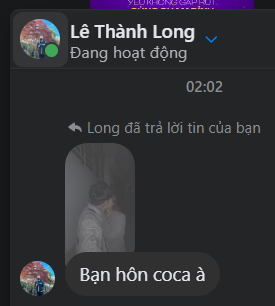 Lê Thành Long
Đang hoạt động
02:02
Long đã trả lời tin của bạn
Bạn hôn coca à